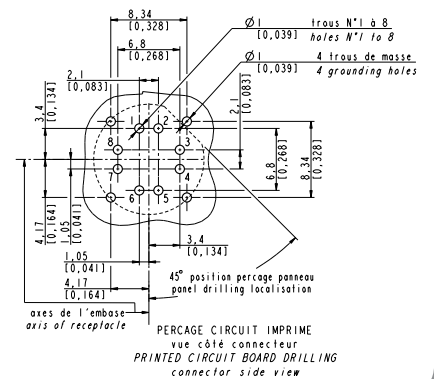 8,34
[0,328]
6,8
[0,268]
2,1
[0,083]
Ø1
[0,039]
trous N°1 à 8
holes N°1 to 8
Ø1
[0,039]
4 trous de masse
4 grounding holes
3,4
[0,134]
2,1
[0,083]
1
2
8
3
7
4
6
5
6,8
[0,268]
8,34
[0,328]
4,17
[0,164]
1,05
[0,041]
3,4
[0,134]
1,05
[0,041]
4,17
[0,164]
45° position percage panneau
panel drilling localisation
axes de l'embase
axis of receptacle
PERCAGE CIRCUIT IMPRIME
vue côté connecteur
PRINTED CIRCUIT BOARD DRILLING
connector side view